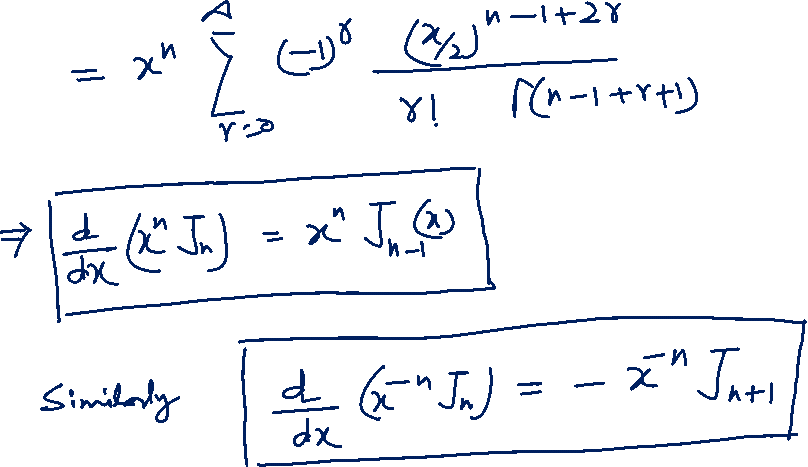 = x^n ∑_{r=0}^{∞} (-1)^r (x/2)^{n-1+2r} / (r! Γ(n-1+r+1))
⇒ d/dx (x^n J_n) = x^n J_{n-1}(x)
Similarly d/dx (x^{-n} J_n) = - x^{-n} J_{n+1}